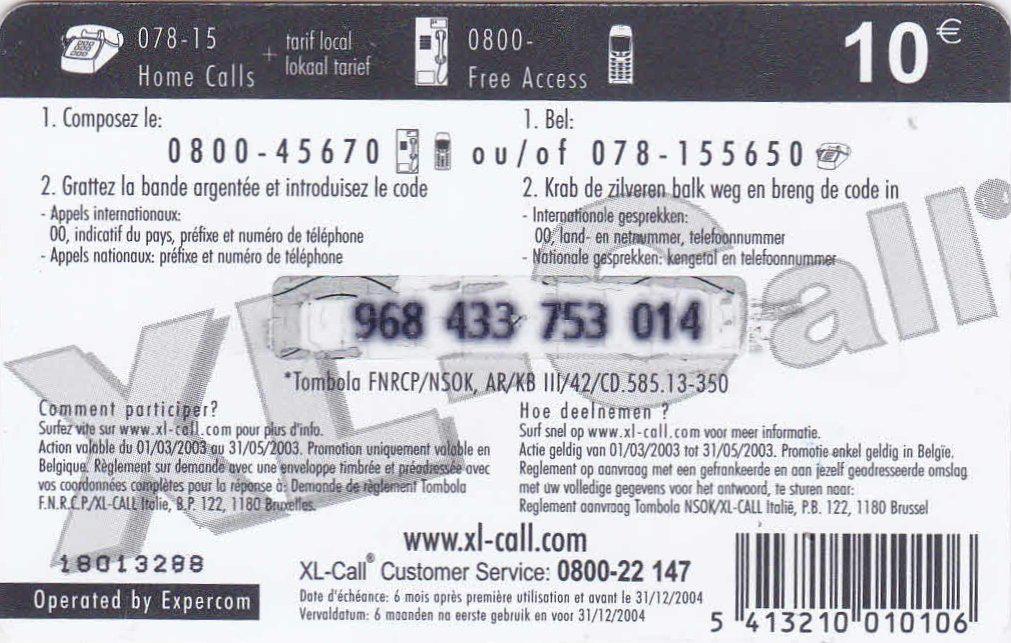 078-15
Home Calls
+ tarif local
lokaal tarief
0800-
Free Access
10€
1. Composez le:
1. Bel:
0800-45670 ou/of 078-155650
2. Grattez la bande argentée et introduisez le code
- Appels internationaux:
00, indicatif du pays, préfixe et numéro de téléphone
- Appels nationaux: préfixe et numéro de téléphone
2. Krab de zilveren balk weg en breng de code in
- Internationale gesprekken:
00, land- en netnummer, telefoonnummer
- Nationale gesprekken: kengetal en telefoonnummer
XL-Call®
968 433 753 014
*Tombola FNRCP/NSOK, AR/KB III/42/CD.585.13-350
Comment participer?
Surfez vite sur www.xl-call.com pour plus d'info.
Action valable du 01/03/2003 au 31/05/2003. Promotion uniquement valable en
Belgique. Règlement sur demande avec une enveloppe timbrée et préadressée avec
vos coordonnées complètes pour la réponse à: Demande de règlement Tombola
F.N.R.C.P/XL-CALL Italie, B.P. 122, 1180 Bruxelles.
Hoe deelnemen ?
Surf snel op www.xl-call.com voor meer informatie.
Actie geldig van 01/03/2003 tot 31/05/2003. Promotie enkel geldig in Belgïe.
Reglement op aanvraag met een gefrankeerde en aan jezelf geadresseerde omslag
met uw volledige gegevens voor het antwoord, te sturen naar:
Reglement aanvraag Tombola NSOK/XL-CALL Italië, P.B. 122, 1180 Brussel
www.xl-call.com
18013288
XL-Call® Customer Service: 0800-22 147
Operated by Expercom
Date d'échéance: 6 mois après première utilisation et avant le 31/12/2004
Vervaldatum: 6 maanden na eerste gebruik en voor 31/12/2004
5 413210 010106